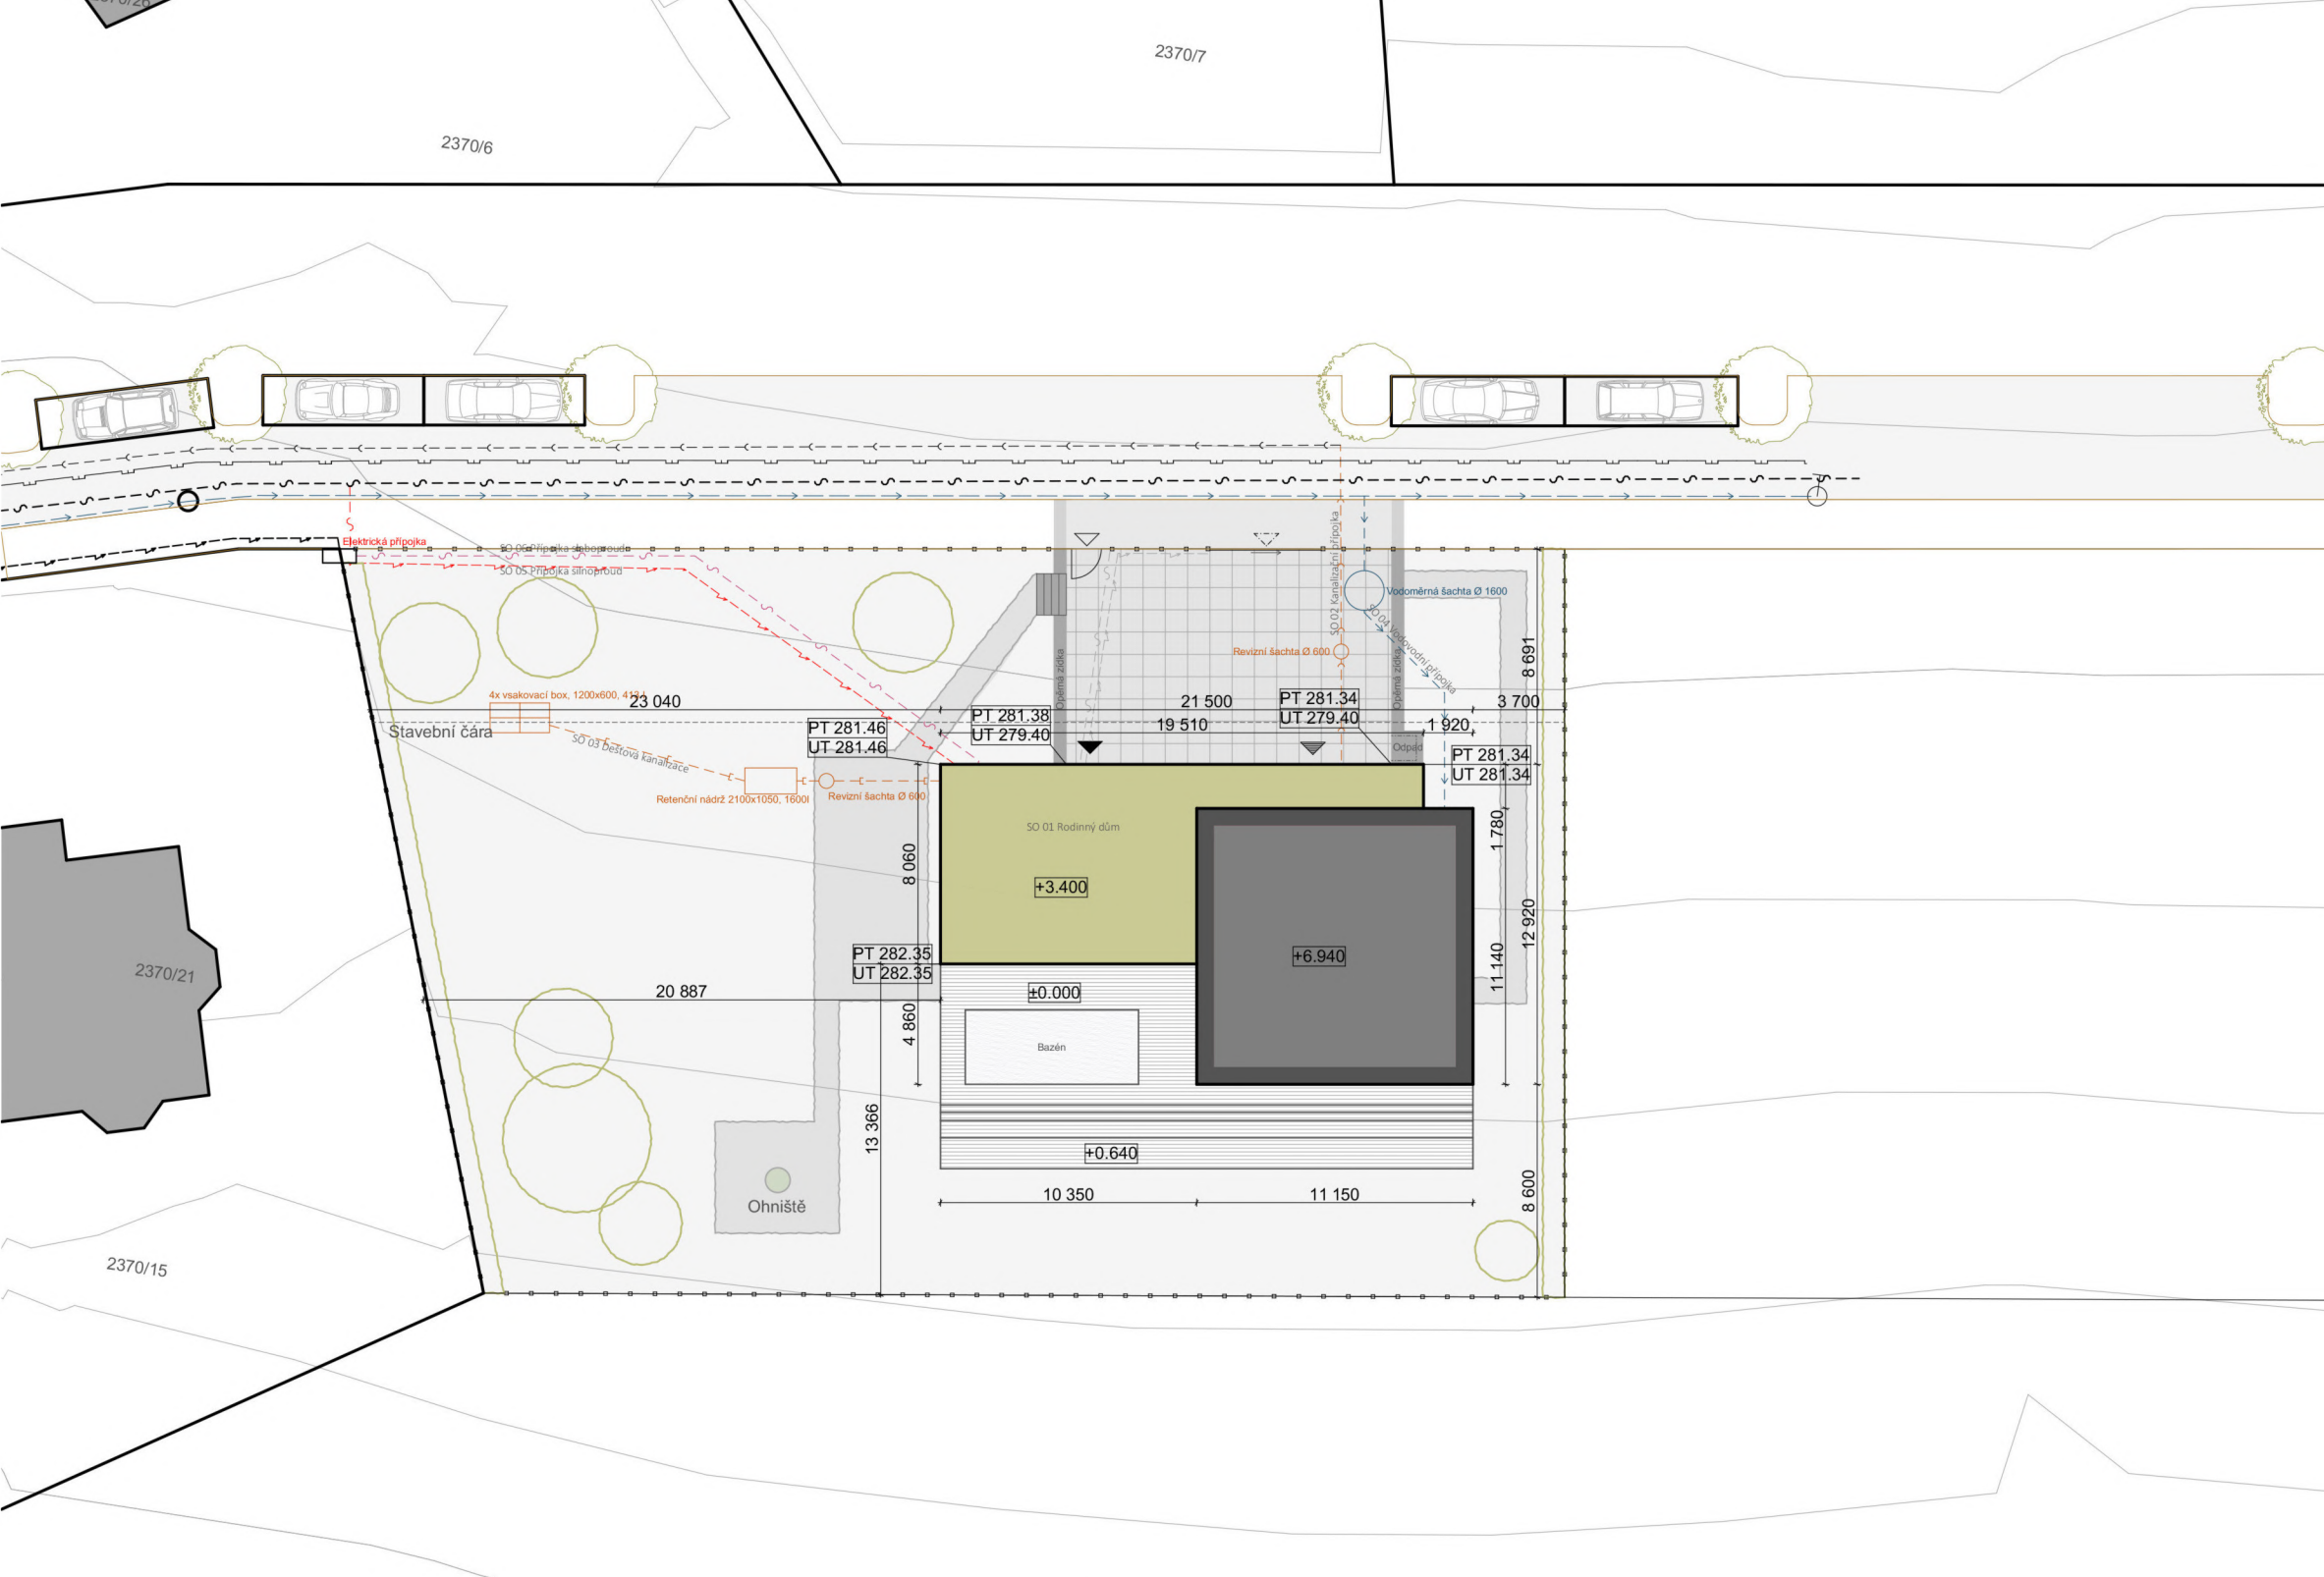 2370/7
2370/6
Elektrická přípojka
SO 06 Přípojka slaboproud
SO 05 Přípojka silnoproud
SO 02 Kanalizační přípojka
Vodoměrná šachta Ø 1600
SO 04 Vodovodní přípojka
Revizní šachta Ø 600
Opěrná zídka
Opěrná zídka
8 691
4x vsakovací box, 1200x600,
23 040
21 500
3 700
PT 281.34
UT 279.40
PT 281.38
UT 279.40
PT 281.46
UT 281.46
19 510
1 920
Stavební čára
SO 03 Dešťová kanalizace
Odpad
PT 281.34
UT 281.34
Retenční nádrž 2100x1050, 1600l
Revizní šachta Ø 600
SO 01 Rodinný dům
1 780
8 060
+3.400
12 920
PT 282.35
UT 282.35
+6.940
11 140
2370/21
20 887
±0.000
4 860
Bazén
13 366
+0.640
10 350
11 150
8 600
Ohniště
2370/15